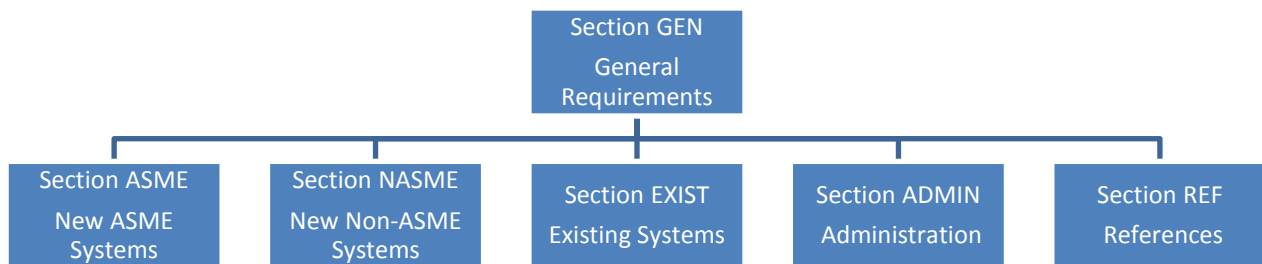 Section GEN
General
Requirements
Section ASME
New ASME
Systems
Section NASME
New Non-ASME
Systems
Section EXIST
Existing Systems
Section ADMIN
Administration
Section REF
References